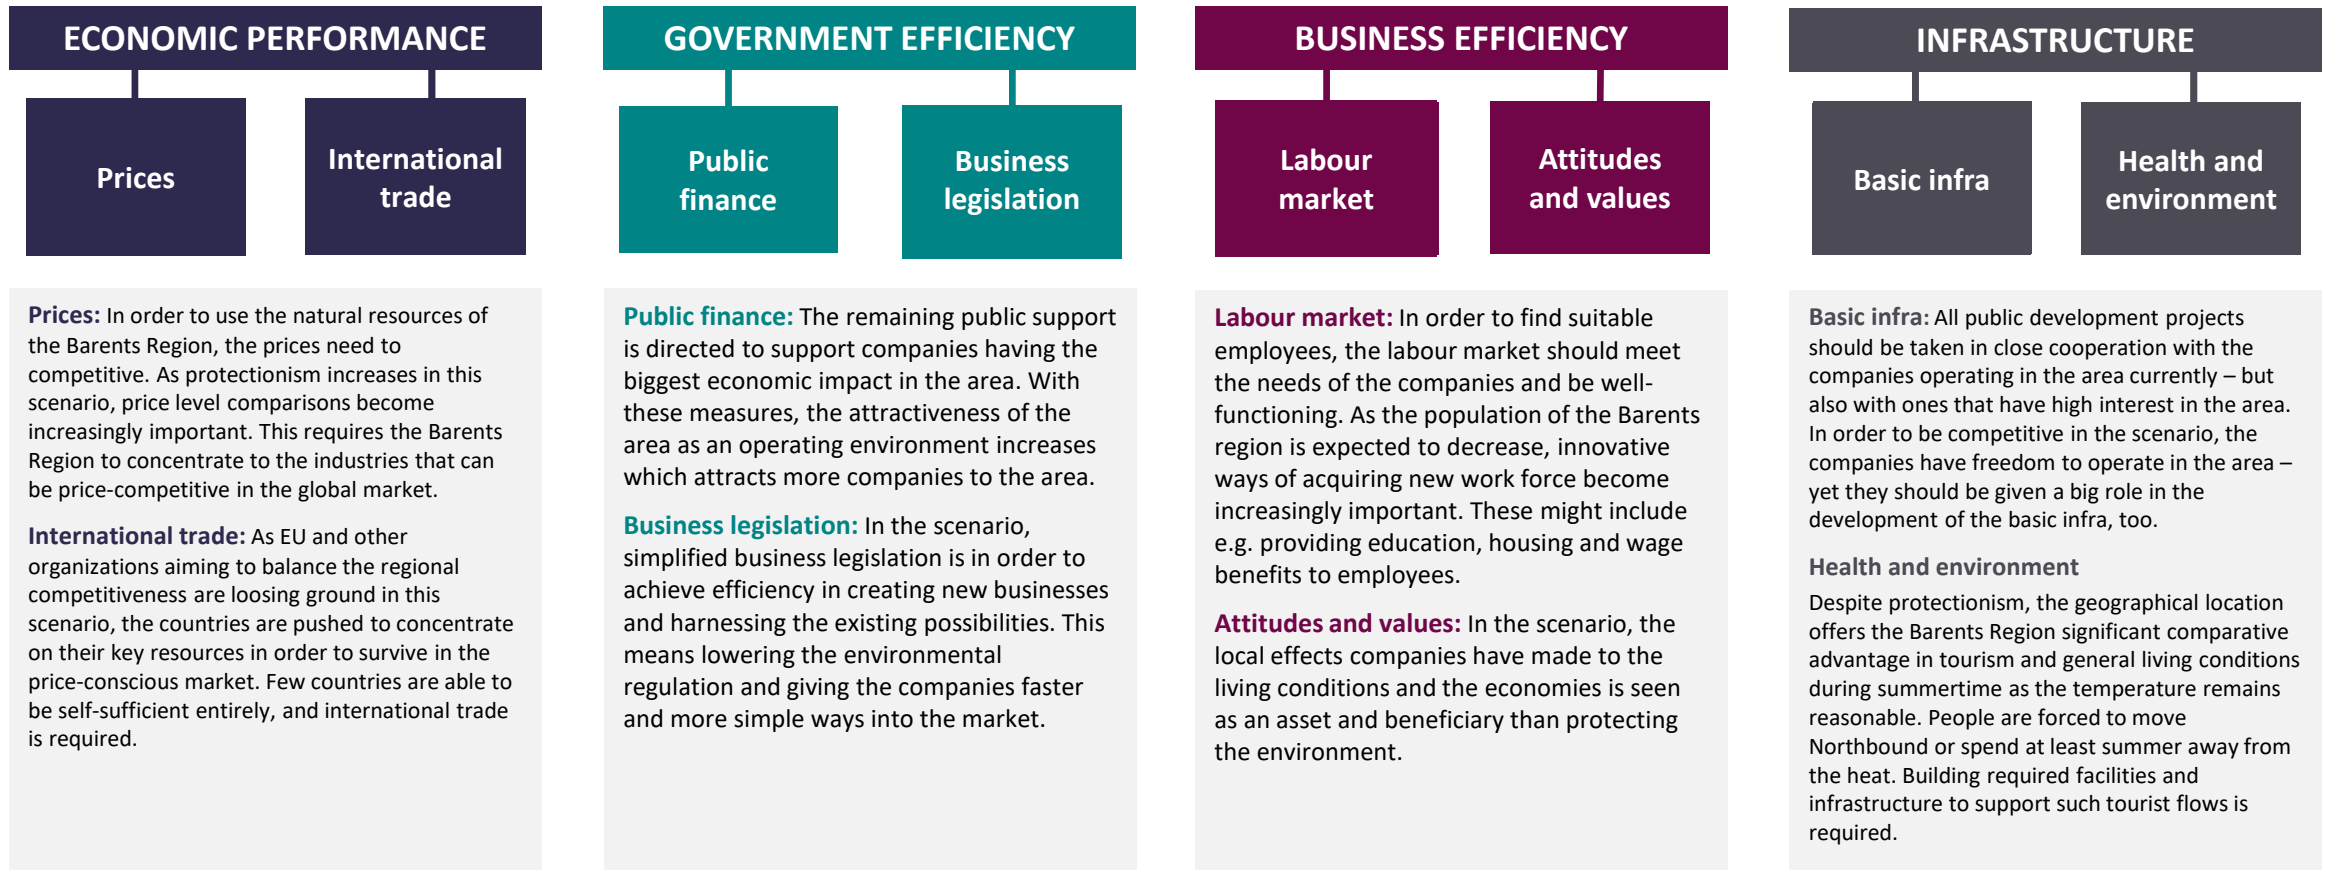 ECONOMIC PERFORMANCE
Prices
International
trade
Prices: In order to use the natural resources of
the Barents Region, the prices need to
competitive. As protectionism increases in this
scenario, price level comparisons become
increasingly important. This requires the Barents
Region to concentrate to the industries that can
be price-competitive in the global market.
International trade: As EU and other
organizations aiming to balance the regional
competitiveness are loosing ground in this
scenario, the countries are pushed to concentrate
on their key resources in order to survive in the
price-conscious market. Few countries are able to
be self-sufficient entirely, and international trade
is required.
GOVERNMENT EFFICIENCY
Public
finance
Business
legislation
Public finance: The remaining public support
is directed to support companies having the
biggest economic impact in the area. With
these measures, the attractiveness of the
area as an operating environment increases
which attracts more companies to the area.
Business legislation: In the scenario,
simplified business legislation is in order to
achieve efficiency in creating new businesses
and harnessing the existing possibilities. This
means lowering the environmental
regulation and giving the companies faster
and more simple ways into the market.
BUSINESS EFFICIENCY
Labour
market
Attitudes
and values
Labour market: In order to find suitable
employees, the labour market should meet
the needs of the companies and be well-
functioning. As the population of the Barents
region is expected to decrease, innovative
ways of acquiring new work force become
increasingly important. These might include
e.g. providing education, housing and wage
benefits to employees.
Attitudes and values: In the scenario, the
local effects companies have made to the
living conditions and the economies is seen
as an asset and beneficiary than protecting
the environment.
INFRASTRUCTURE
Basic infra
Health and
environment
Basic infra: All public development projects
should be taken in close cooperation with the
companies operating in the area currently – but
also with ones that have high interest in the area.
In order to be competitive in the scenario, the
companies have freedom to operate in the area –
yet they should be given a big role in the
development of the basic infra, too.
Health and environment
Despite protectionism, the geographical location
offers the Barents Region significant comparative
advantage in tourism and general living conditions
during summertime as the temperature remains
reasonable. People are forced to move
Northbound or spend at least summer away from
the heat. Building required facilities and
infrastructure to support such tourist flows is
required.